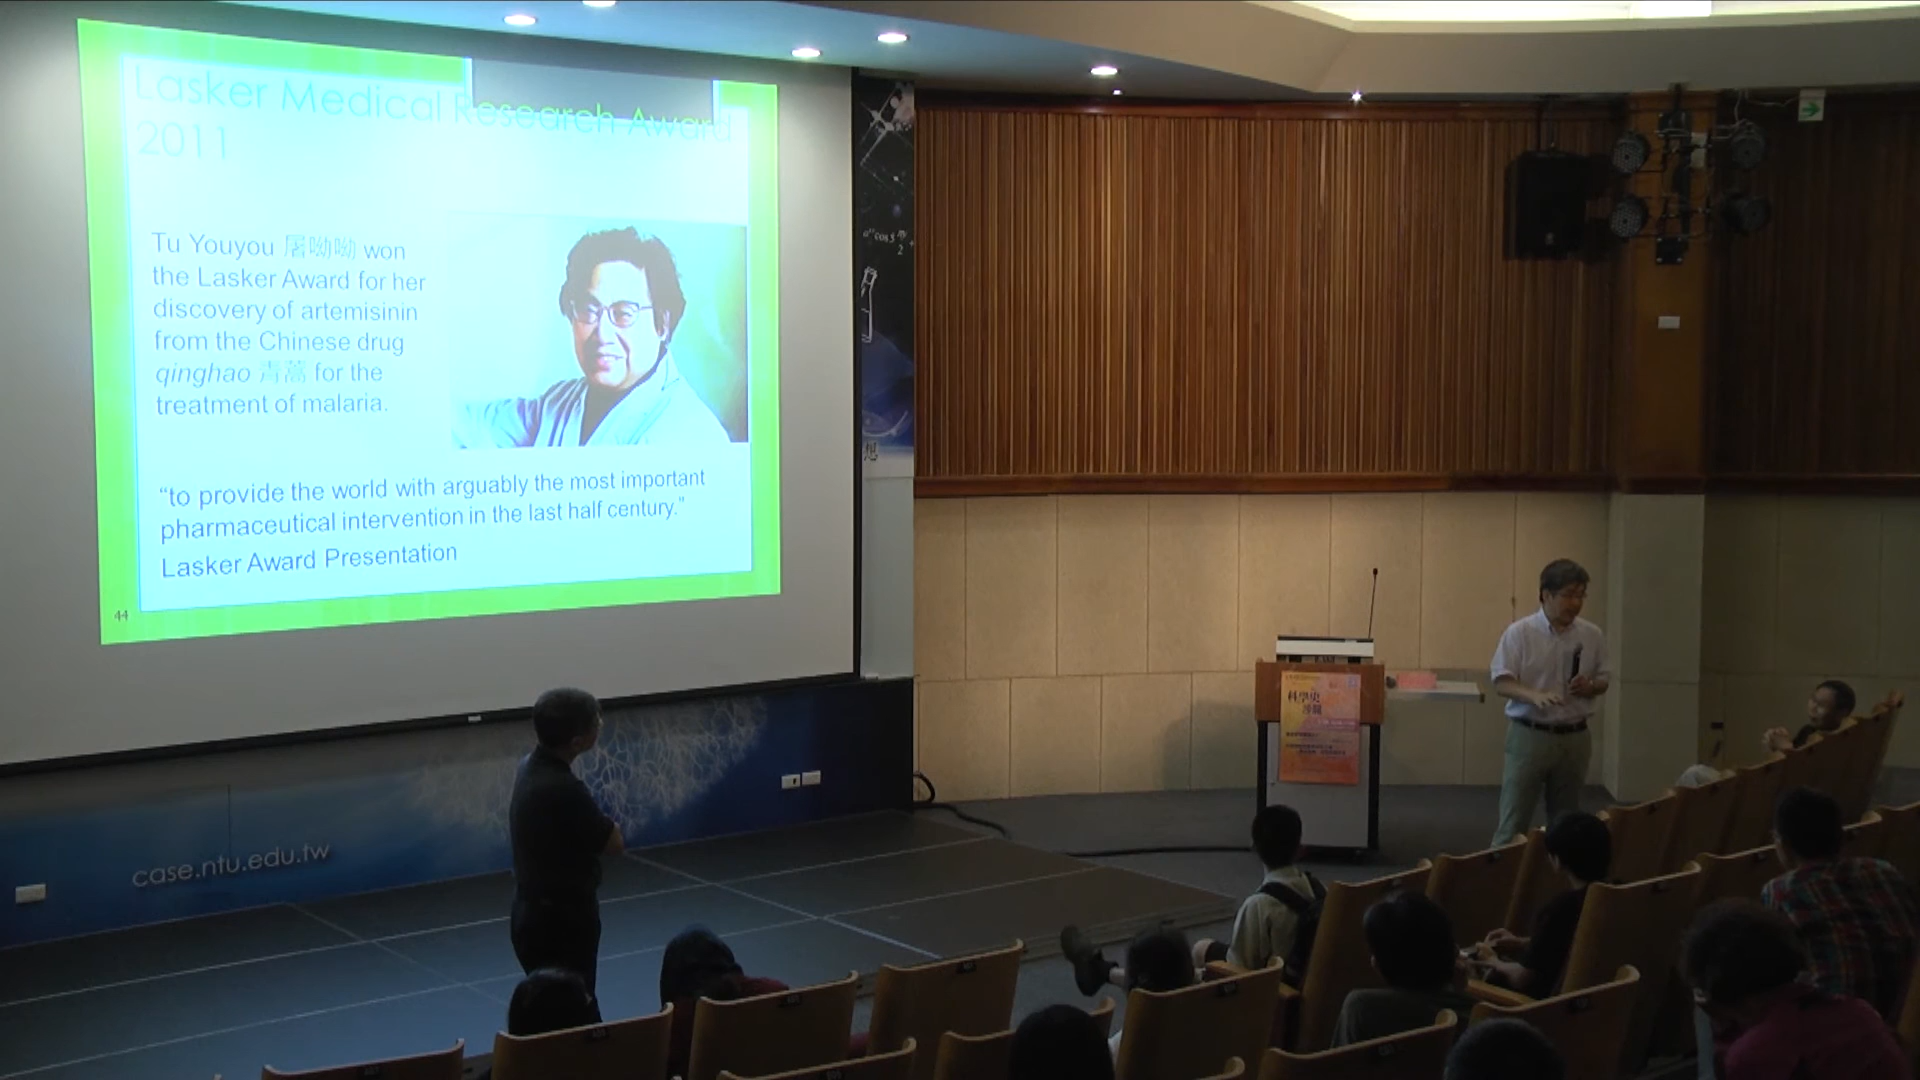 Lasker Medical Research Award
2011
Tu Youyou 屠呦呦 won
the Lasker Award for her
discovery of artemisinin
from the Chinese drug
qinghao 青蒿 for the
treatment of malaria.
“to provide the world with arguably the most important
pharmaceutical intervention in the last half century.”
Lasker Award Presentation
44
想
case.ntu.edu.tw
科學史
沙龍